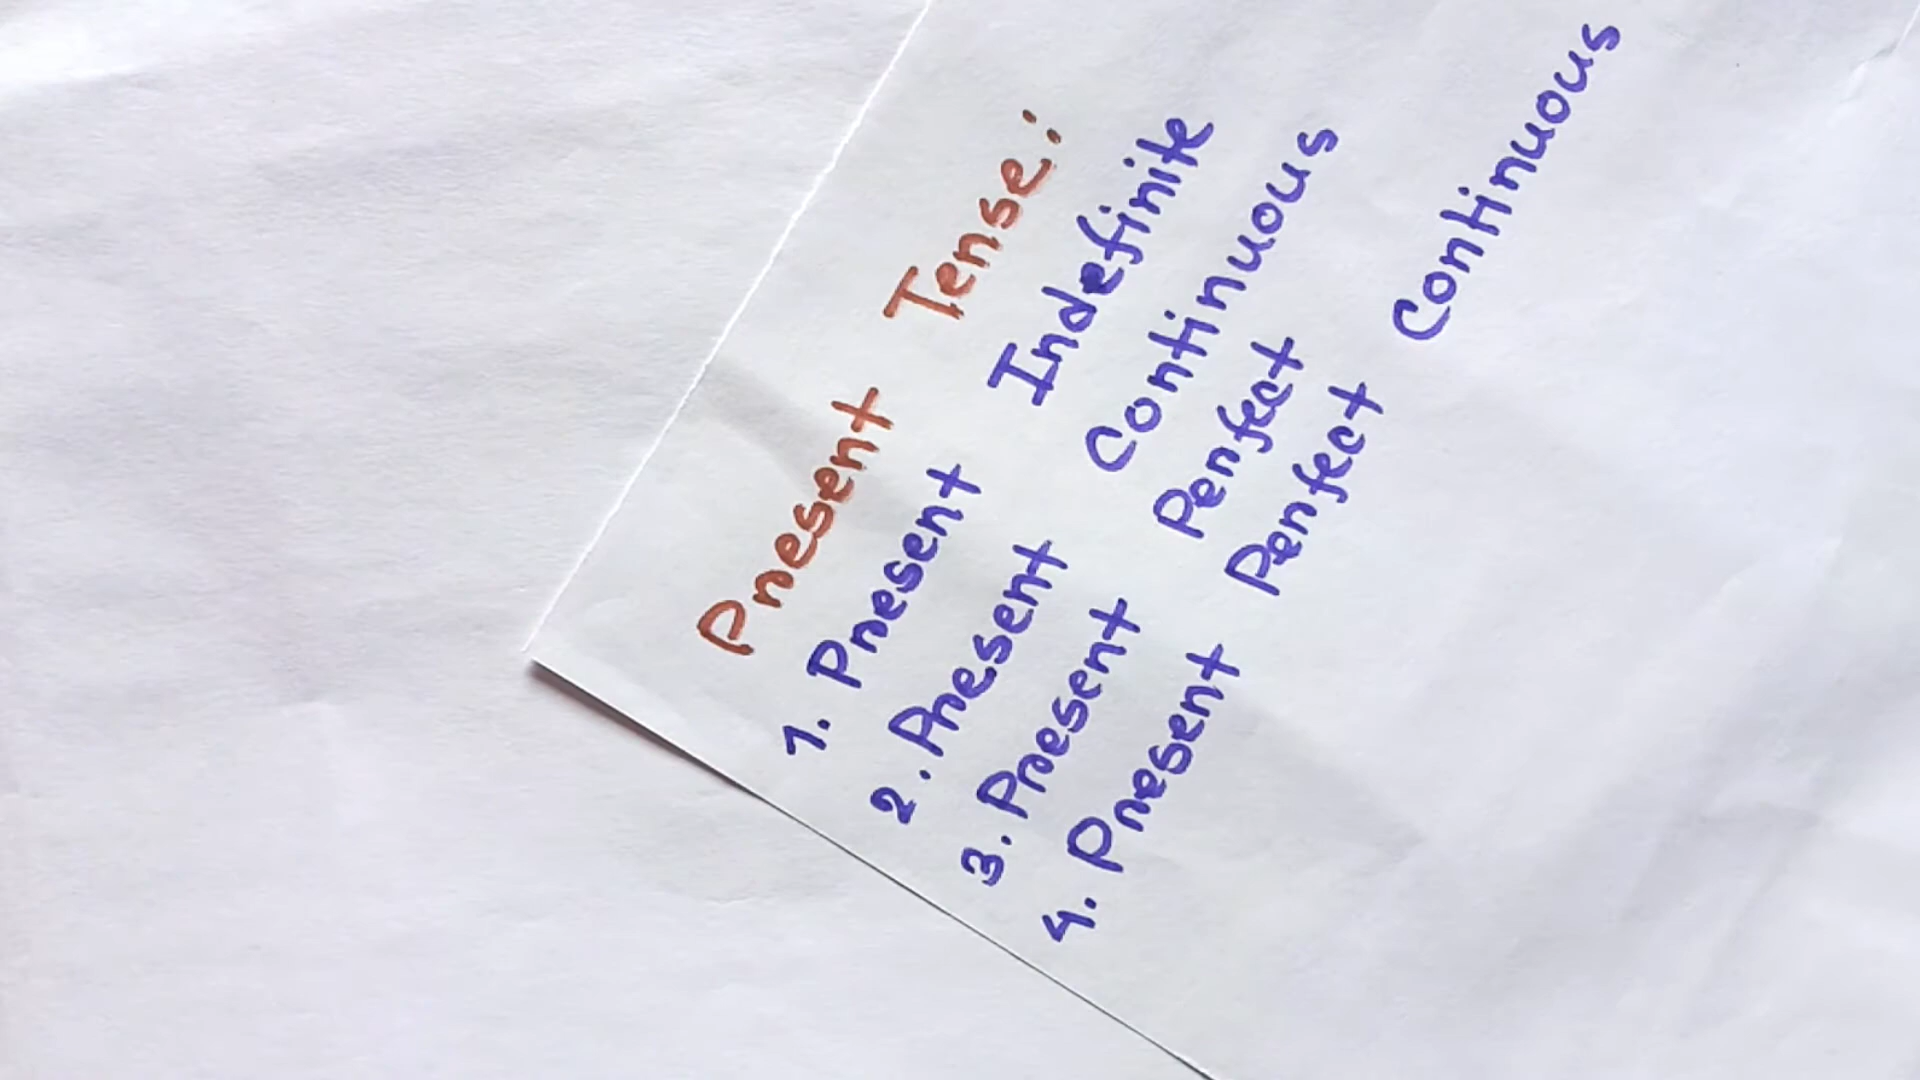 Present Tense:
1. Present Indefinite
2. Present Continuous
3. Present Perfect
4. Present Perfect Continuous